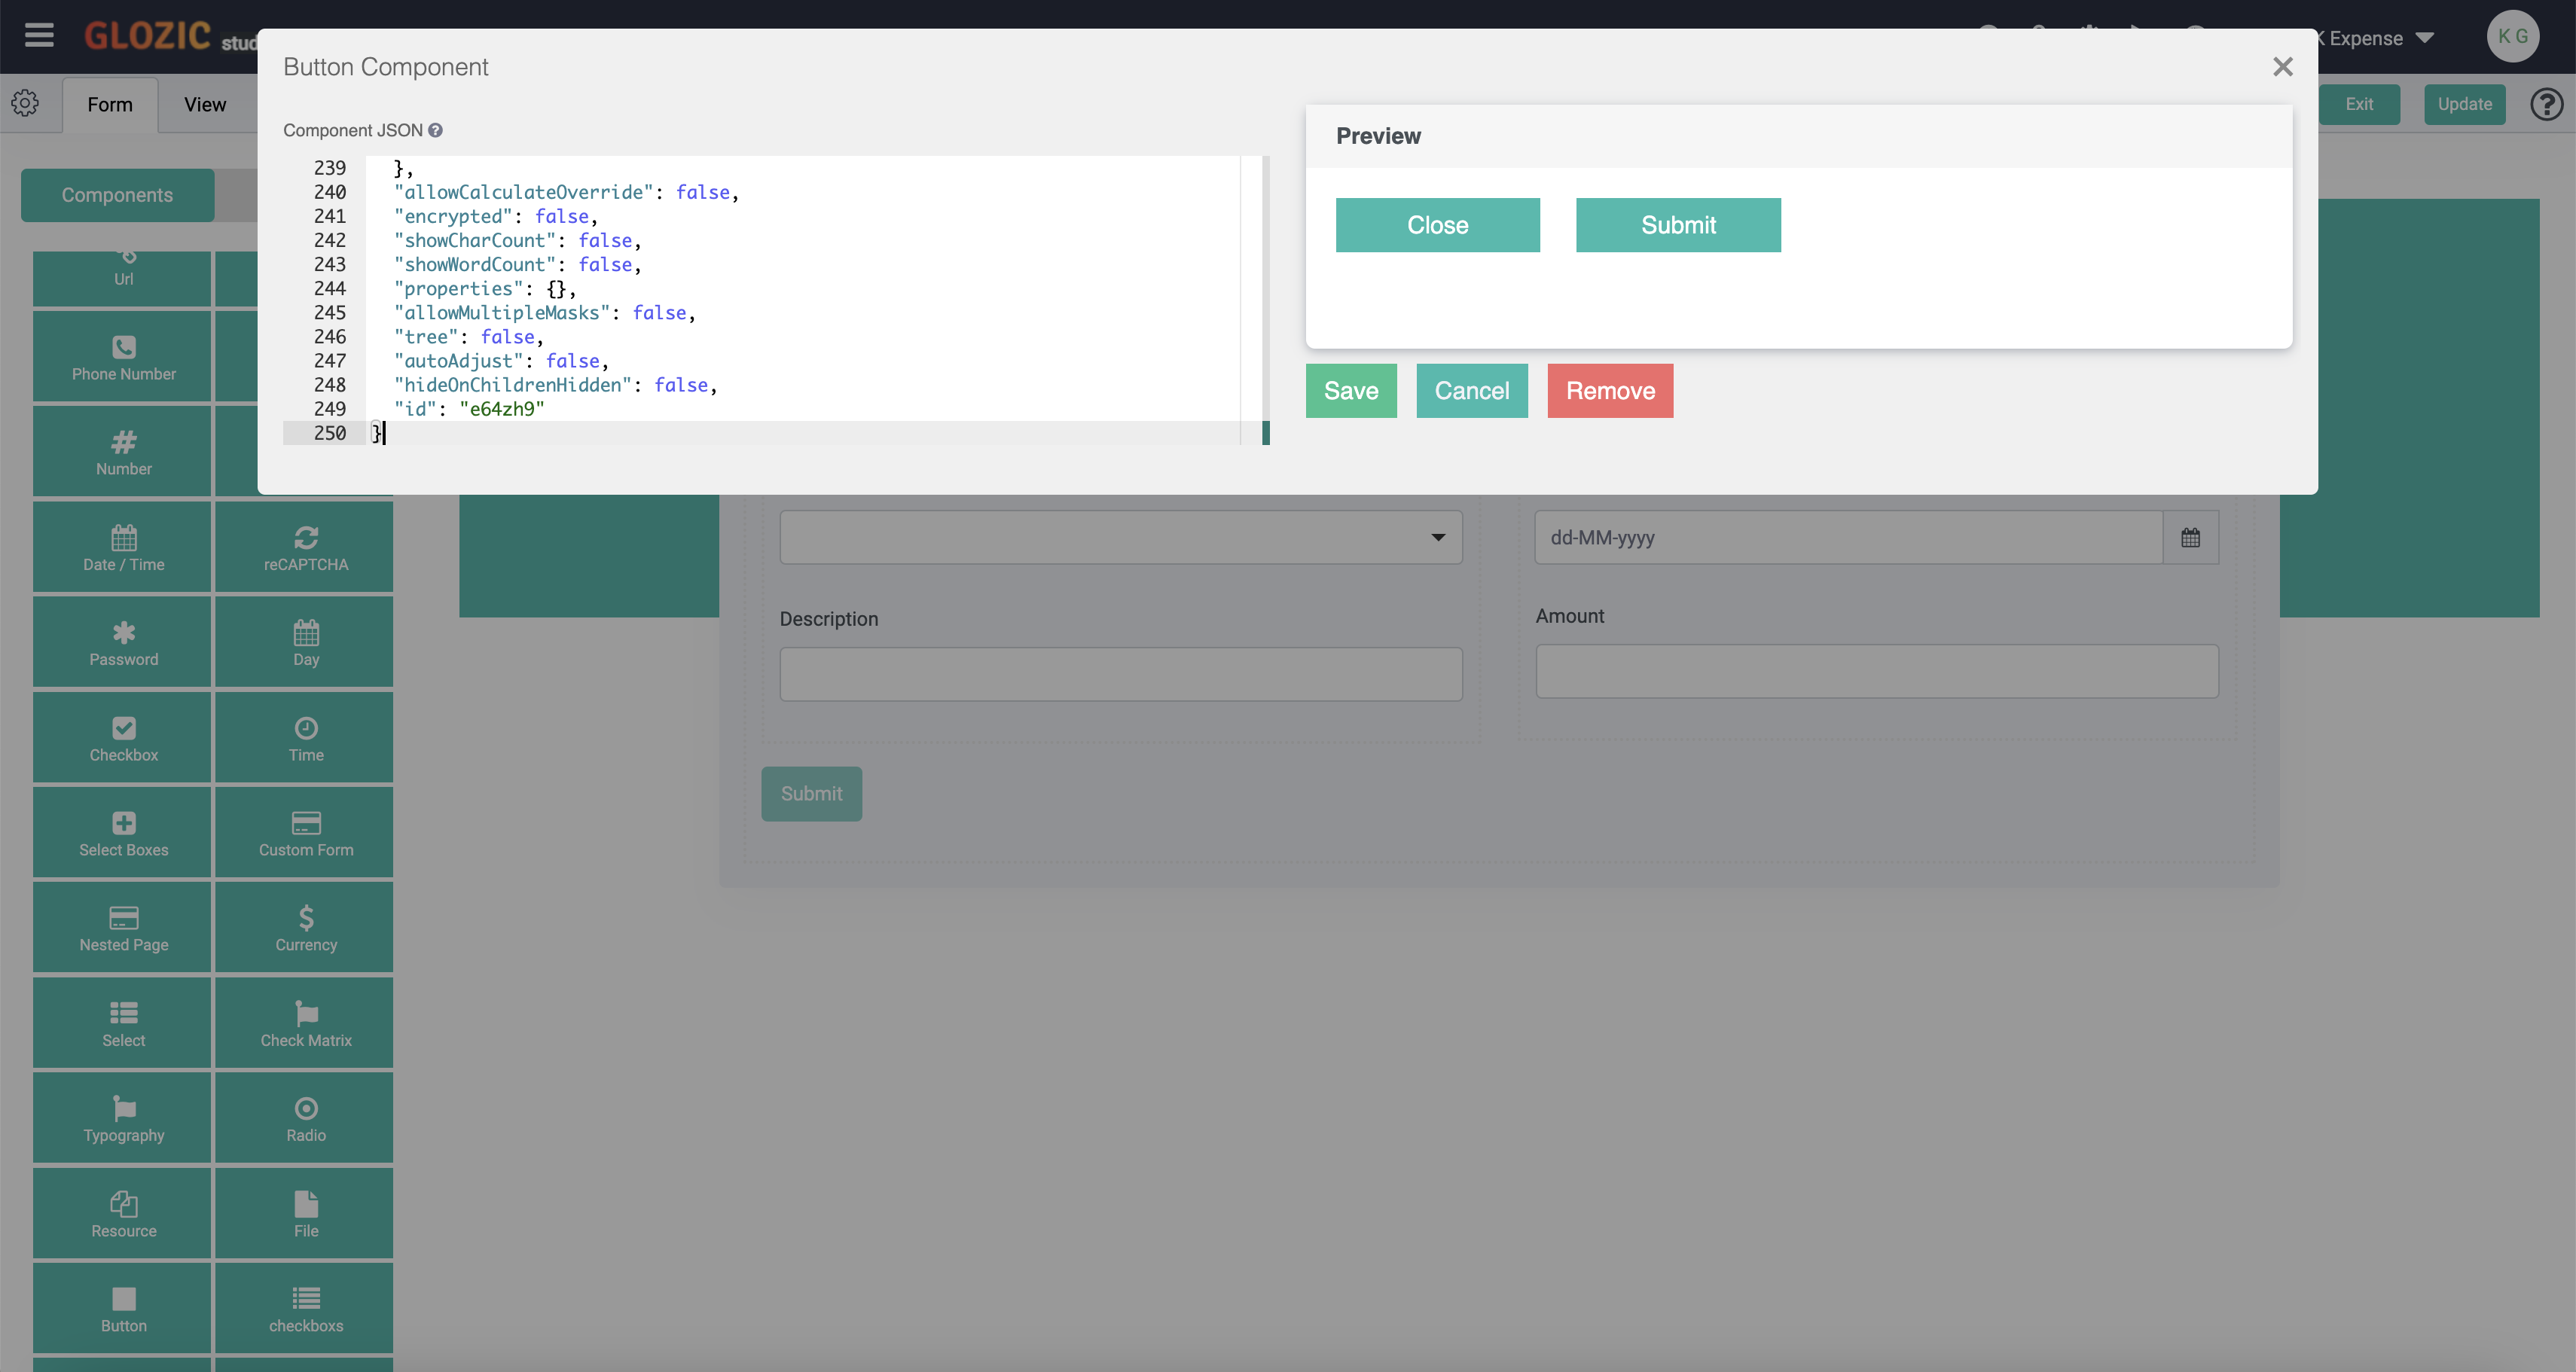 GLOZIC
Button Component
Expense
K G
Form
View
Component JSON
Preview
Exit
Update
239 },
240 "allowCalculateOverride": false,
241 "encrypted": false,
242 "showCharCount": false,
243 "showWordCount": false,
244 "properties": {},
245 "allowMultipleMasks": false,
246 "tree": false,
247 "autoAdjust": false,
248 "hideOnChildrenHidden": false,
249 "id": "e64zh9"
250 }
Close
Submit
Save
Cancel
Remove
Components
Url
Phone Number
Number
Date / Time
reCAPTCHA
Password
Day
Checkbox
Time
Select Boxes
Custom Form
Nested Page
Currency
Select
Check Matrix
Typography
Radio
Resource
File
Button
checkboxs
dd-MM-yyyy
Description
Amount
Submit